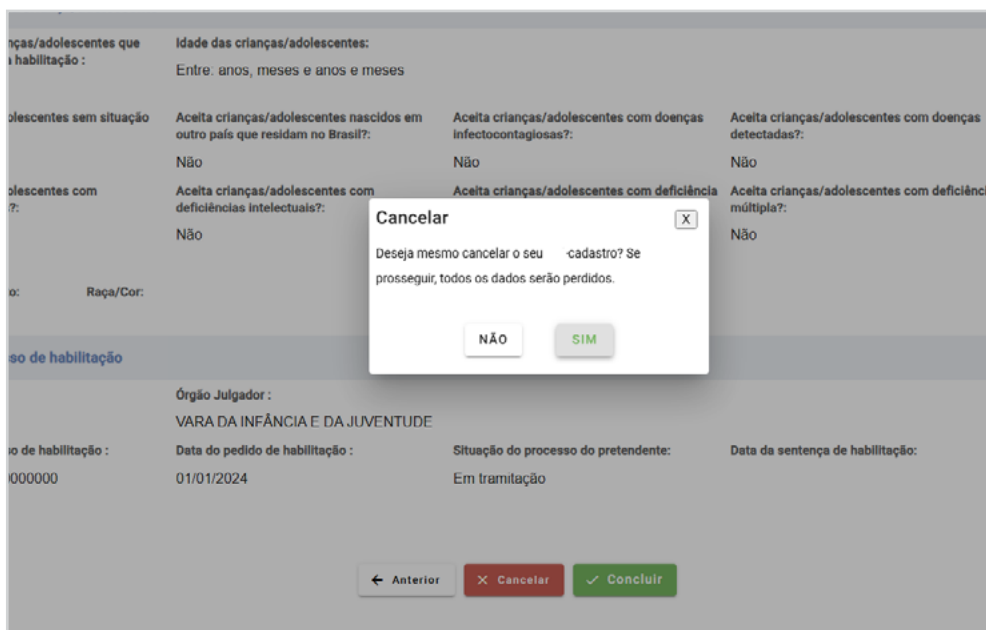 nças/adolescentes que
habilitação :
Idade das crianças/adolescentes:
Entre: anos, meses e anos e meses
olescentes sem situação
Aceita crianças/adolescentes nascidos em
outro país que residam no Brasil?:
Não
Aceita crianças/adolescentes com doenças
infectocontagiosas?:
Não
Aceita crianças/adolescentes com doenças
detectadas?:
Não
olescentes com
?:
Aceita crianças/adolescentes com
deficiências intelectuais?:
Não
Aceita crianças/adolescentes com deficiência
Aceita crianças/adolescentes com deficiênci
múltipla?:
Não
Cancelar
X
Deseja mesmo cancelar o seu -cadastro? Se
prosseguir, todos os dados serão perdidos.
NÃO SIM
o: Raça/Cor:
so de habilitação
Órgão Julgador :
VARA DA INFÂNCIA E DA JUVENTUDE
o de habilitação :
000000
Data do pedido de habilitação :
01/01/2024
Situação do processo do pretendente:
Em tramitação
Data da sentença de habilitação:
Anterior Cancelar Concluir